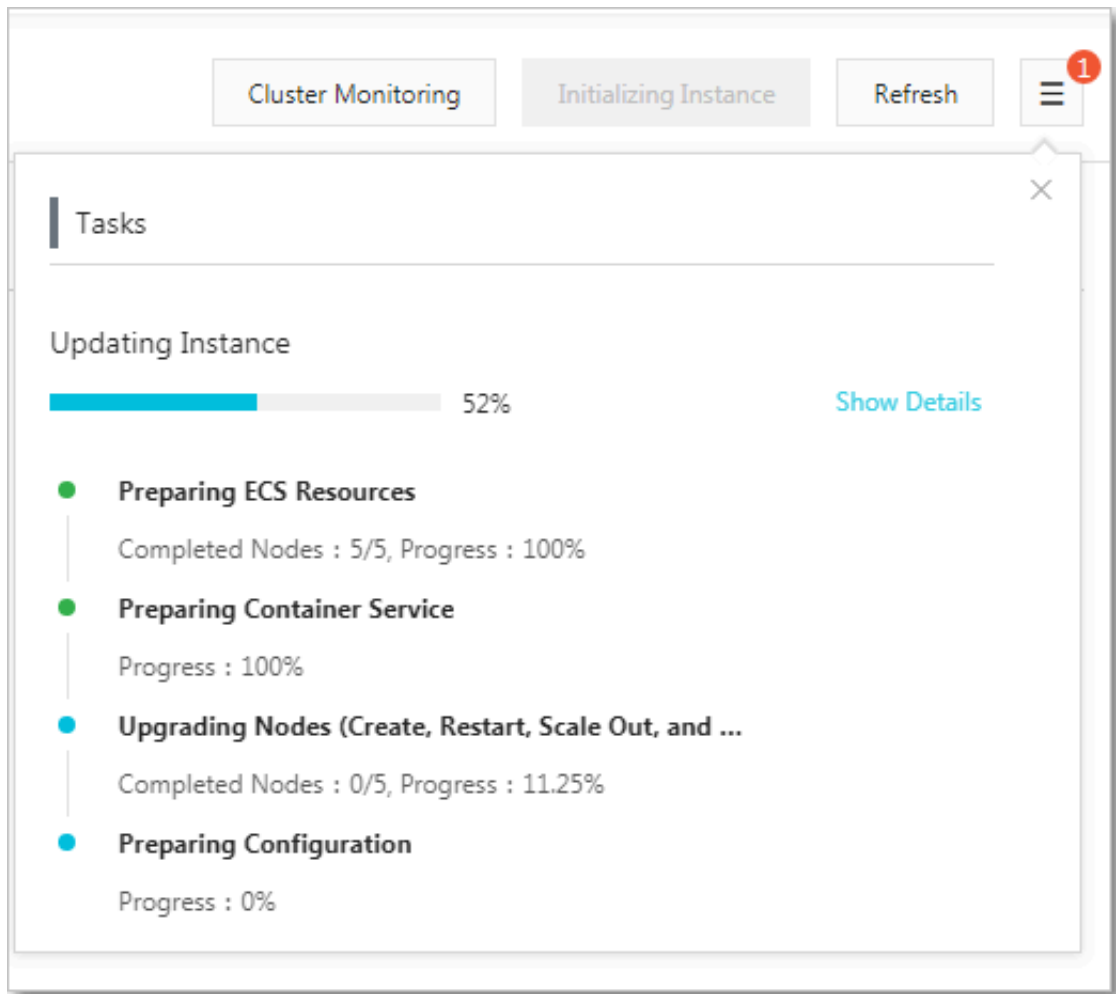 Cluster Monitoring Initializing Instance Refresh ☰ 1
Tasks ×
Updating Instance
52% Show Details
Preparing ECS Resources
Completed Nodes : 5/5, Progress : 100%
Preparing Container Service
Progress : 100%
Upgrading Nodes (Create, Restart, Scale Out, and ...
Completed Nodes : 0/5, Progress : 11.25%
Preparing Configuration
Progress : 0%